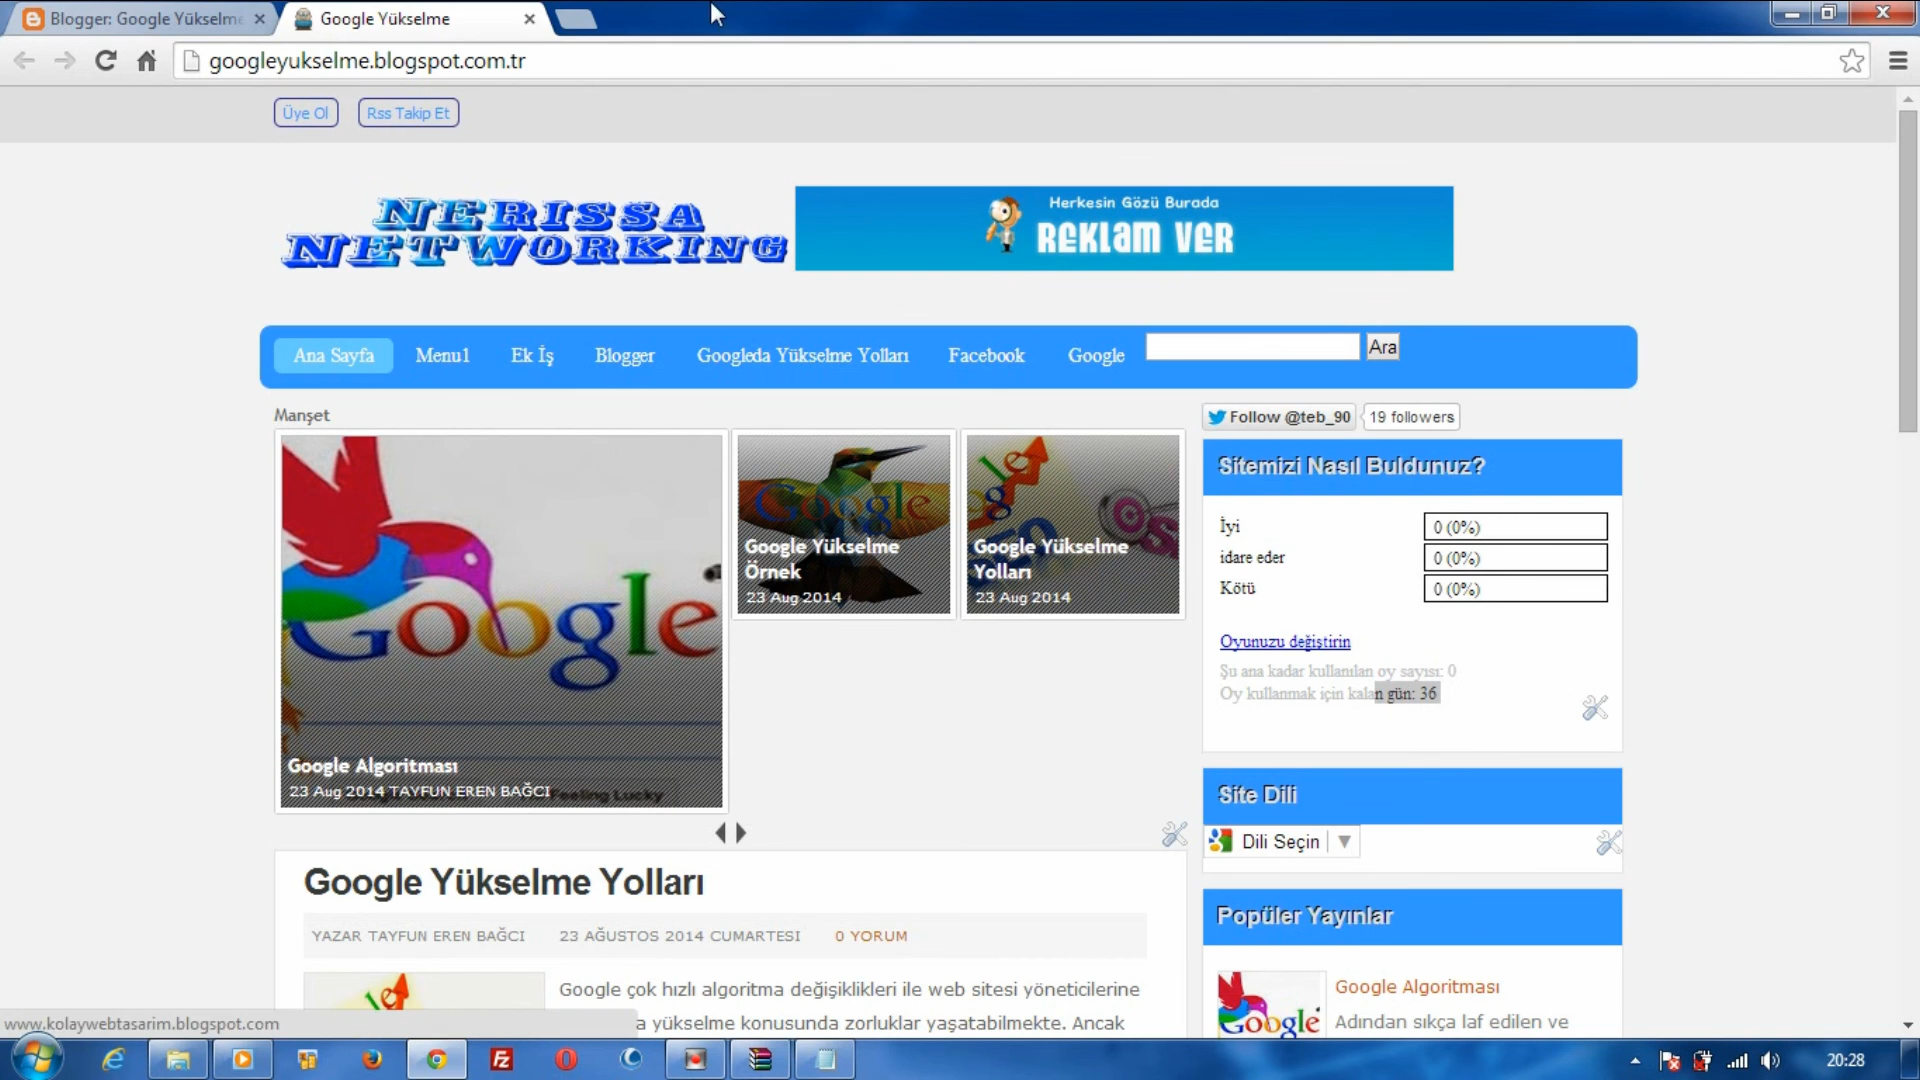 Blogger: Google Yükselme
Google Yükselme
googleyukselme.blogspot.com.tr
Üye Ol
Rss Takip Et
NERISSA
NETWORKING
Herkesin Gözü Burada
REKLAM VER
Ana Sayfa
Menu1
Ek İş
Blogger
Googleda Yükselme Yolları
Facebook
Google
Ara
Manşet
Follow @teb_90
19 followers
Google
Google Algoritması
23 Aug 2014 TAYFUN EREN BAĞCI
Feeling Lucky
Google
Google Yükselme
Örnek
23 Aug 2014
SEO
Google Yükselme
Yolları
23 Aug 2014
Sitemizi Nasıl Buldunuz?
İyi
0 (0%)
idare eder
0 (0%)
Kötü
0 (0%)
Oyunuzu değiştirin
Şu ana kadar kullanılan oy sayısı: 0
Oy kullanmak için kalan gün: 36
Site Dili
Dili Seçin
Google Yükselme Yolları
YAZAR TAYFUN EREN BAĞCI
23 AĞUSTOS 2014 CUMARTESI
0 YORUM
Google çok hızlı algoritma değişiklikleri ile web sitesi yöneticilerine
a yükselme konusunda zorluklar yaşatabilmekte. Ancak
Popüler Yayınlar
Google
Google Algoritması
Adından sıkça laf edilen ve
www.kolaywebtasarim.blogspot.com
20:28